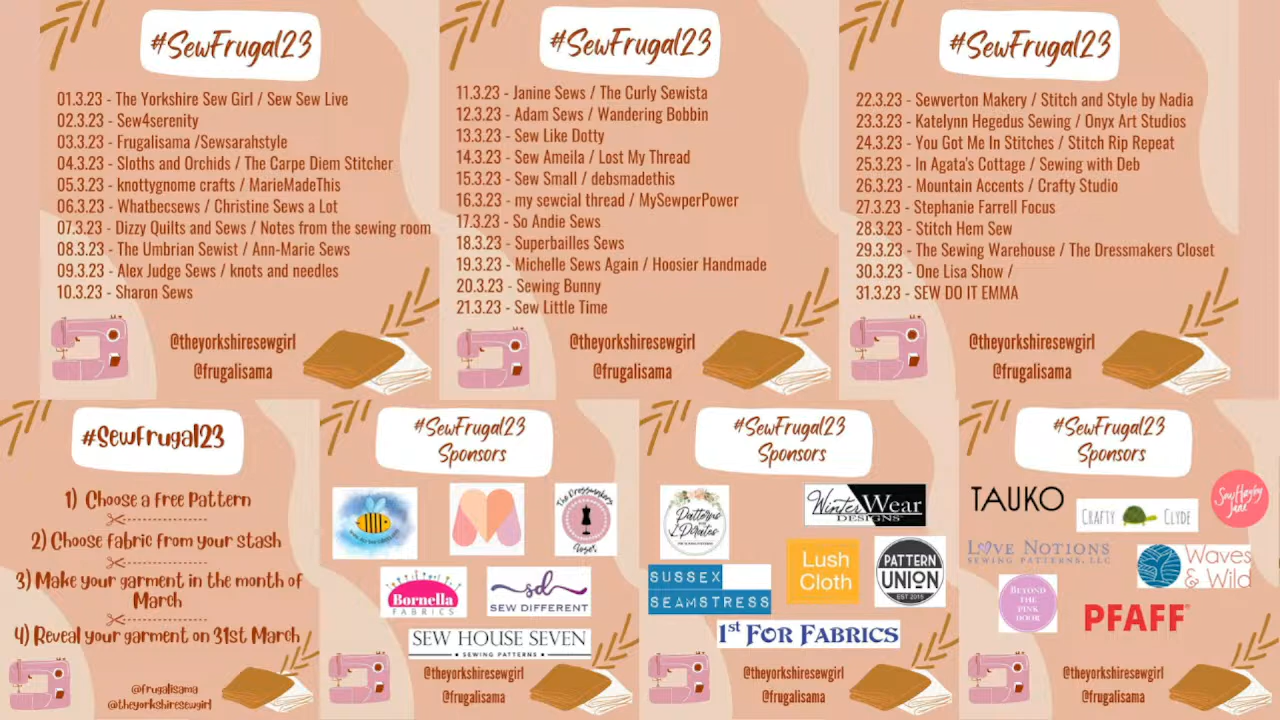 #SewFrugal23
01.3.23 - The Yorkshire Sew Girl / Sew Sew Live
02.3.23 - Sew4serenity
03.3.23 - Frugalisama /Sewsarahstyle
04.3.23 - Sloths and Orchids / The Carpe Diem Stitcher
05.3.23 - knottygnome crafts / MarieMadeThis
06.3.23 - Whatbecsews / Christine Sews a Lot
07.3.23 - Dizzy Quilts and Sews / Notes from the sewing room
08.3.23 - The Umbrian Sewist / Ann-Marie Sews
09.3.23 - Alex Judge Sews / knots and needles
10.3.23 - Sharon Sews
@theyorkshiresewgirl
@frugalisama
#SewFrugal23
11.3.23 - Janine Sews / The Curly Sewista
12.3.23 - Adam Sews / Wandering Bobbin
13.3.23 - Sew Like Dotty
14.3.23 - Sew Ameila / Lost My Thread
15.3.23 - Sew Small / debsmadethis
16.3.23 - my sewcial thread / MySewperPower
17.3.23 - So Andie Sews
18.3.23 - Superbailles Sews
19.3.23 - Michelle Sews Again / Hoosier Handmade
20.3.23 - Sewing Bunny
21.3.23 - Sew Little Time
@theyorkshiresewgirl
@frugalisama
#SewFrugal23
22.3.23 - Sewverton Makery / Stitch and Style by Nadia
23.3.23 - Katelynn Hegedus Sewing / Onyx Art Studios
24.3.23 - You Got Me In Stitches / Stitch Rip Repeat
25.3.23 - In Agata's Cottage / Sewing with Deb
26.3.23 - Mountain Accents / Crafty Studio
27.3.23 - Stephanie Farrell Focus
28.3.23 - Stitch Hem Sew
29.3.23 - The Sewing Warehouse / The Dressmakers Closet
30.3.23 - One Lisa Show /
31.3.23 - SEW DO IT EMMA
@theyorkshiresewgirl
@frugalisama
#SewFrugal23
1) Choose a free Pattern
2) Choose fabric from your stash
3) Make your garment in the month of
March
4) Reveal your garment on 31st March
@frugalisama
@theyorkshiresewgirl
#SewFrugal23
Sponsors
The Dressmakers
Bornella
FABRICS
sd
SEW DIFFERENT
SEW HOUSE SEVEN
SEWING PATTERNS
@theyorkshiresewgirl
@frugalisama
#SewFrugal23
Sponsors
Patterns
for
Pirates
Winter Wear
DESIGNS
SUSSEX
SEAMSTRESS
Lush
Cloth
PATTERN
UNION
EST 2015
1st FOR FABRICS
@theyorkshiresewgirl
@frugalisama
#SewFrugal23
Sponsors
TAUKO
CRAFTY CLYDE
Sew Hayley
Jane
LOVE NOTIONS
SEWING PATTERNS, LLC
Waves
& Wild
BEYOND
THE
PINK
DOOR
PFAFF
@theyorkshiresewgirl
@frugalisama